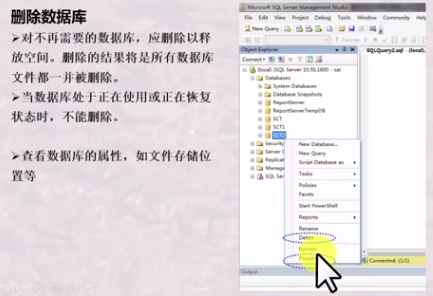 删除数据库
➢对不再需要的数据库，应删除以释
放空间。删除的结果将是所有数据库
文件都一并被删除。
➢当数据库处于正在使用或正在恢复
状态时，不能删除。
➢查看数据库的属性，如文件存储位
置等
Microsoft SQL Server Management Studio
File Edit View Project Debug Tools Window Community Help
New Query
Object Explorer
SQLQuery2.sql - (local).
Connect
(local) (SQL Server 10.50.1600 - sa)
Databases
System Databases
Database Snapshots
ReportServer
ReportServerTempDB
SCT
SCT1
SCT2
Security
Server O
Replicat
Manage
SQL Ser
New Database...
New Query
Script Database as
Tasks
Policies
Facets
Start PowerShell
Reports
Rename
Delete
Refresh
Connected. (1/1)
Output